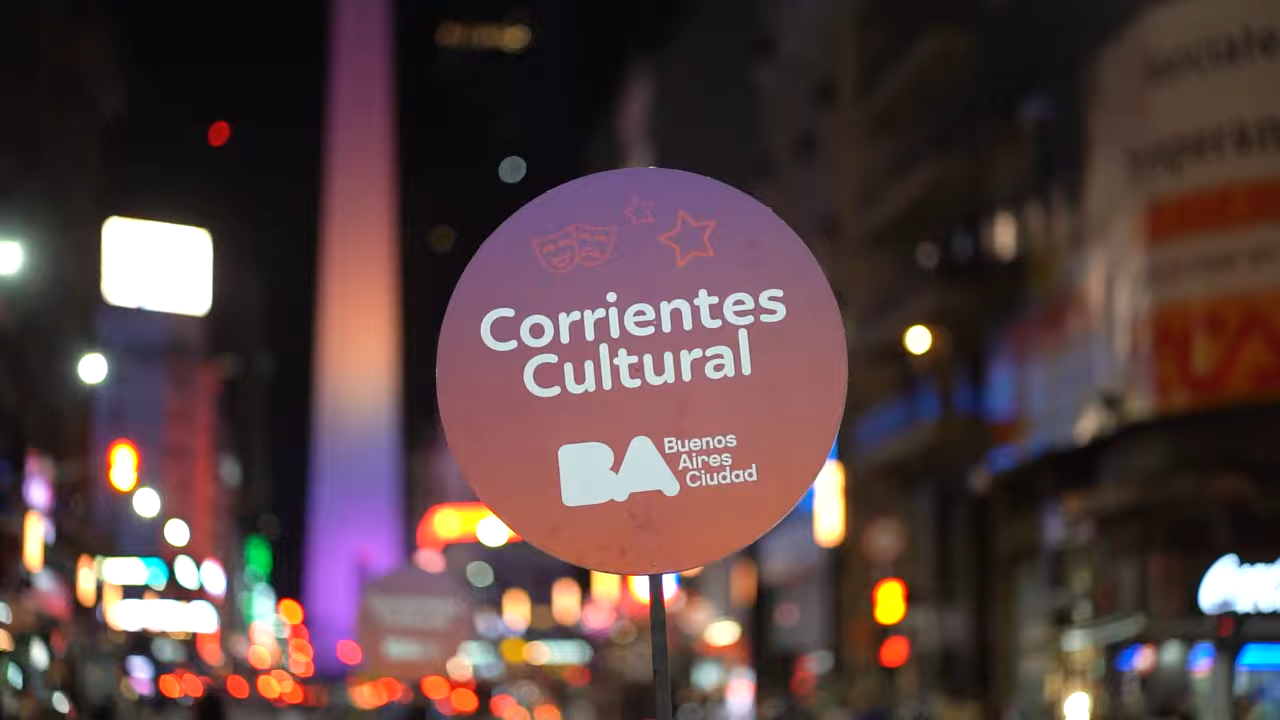 Corrientes
Cultural
BA
Buenos
Aires
Ciudad